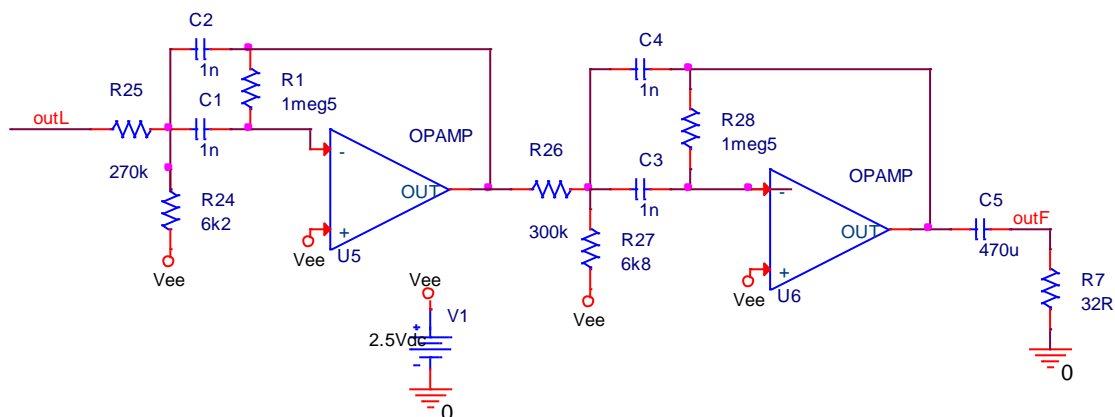 C2
1n
R25
outL
270k
C1
1n
R1
1meg5
R24
6k2
Vee
OPAMP
-
OUT
+
U5
Vee
Vee
V1
+
2.5Vdc
-
0
R26
300k
C4
1n
C3
1n
R28
1meg5
R27
6k8
Vee
OPAMP
-
OUT
+
U6
Vee
C5
470u
outF
R7
32R
0